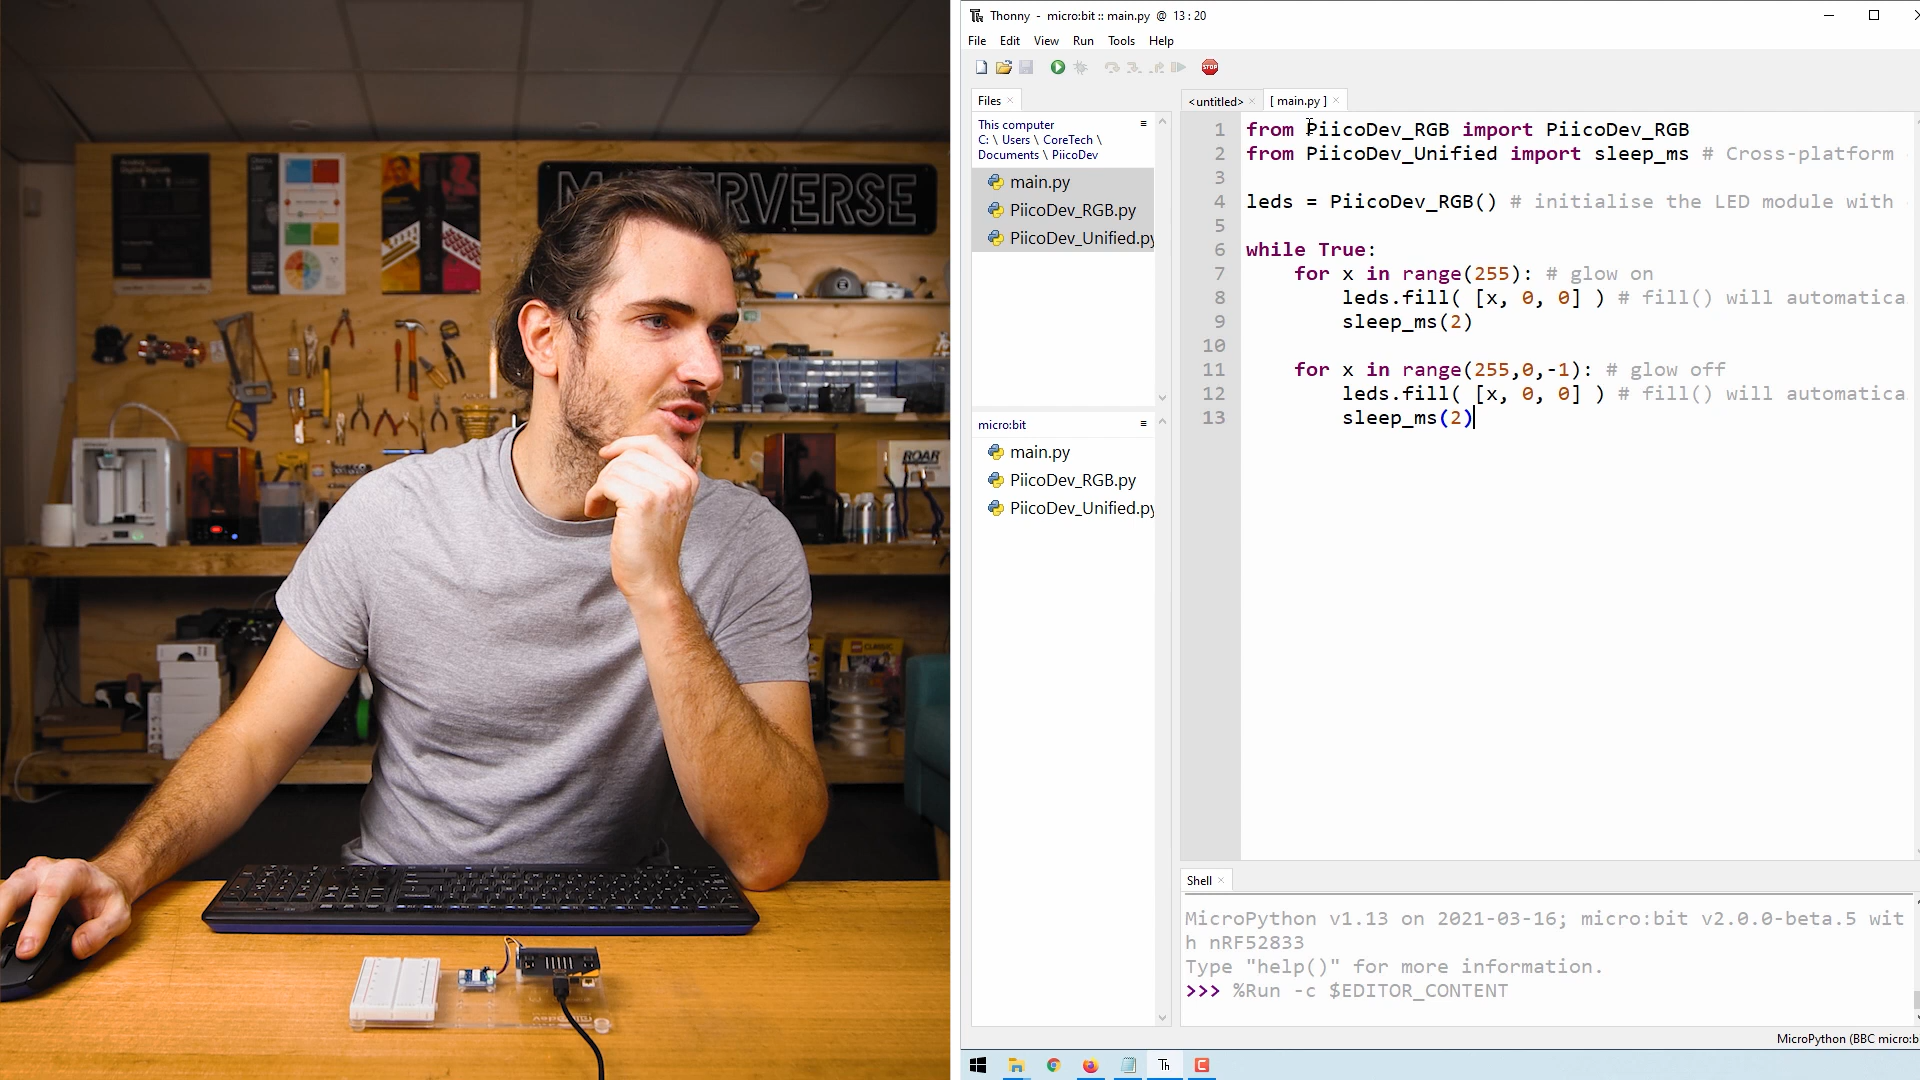 MAKERVERSE
ROAR
CLASSIC
Thonny - micro:bit :: main.py @ 13 : 20
File Edit View Run Tools Help
STOP
Files
<untitled> [ main.py ]
This computer
C: \ Users \ CoreTech \
Documents \ PiicoDev
main.py
PiicoDev_RGB.py
PiicoDev_Unified.py
micro:bit
main.py
PiicoDev_RGB.py
PiicoDev_Unified.py
1 from PiicoDev_RGB import PiicoDev_RGB
2 from PiicoDev_Unified import sleep_ms # Cross-platform
3
4 leds = PiicoDev_RGB() # initialise the LED module with
5
6 while True:
7 for x in range(255): # glow on
8 leds.fill( [x, 0, 0] ) # fill() will automatica
9 sleep_ms(2)
10
11 for x in range(255,0,-1): # glow off
12 leds.fill( [x, 0, 0] ) # fill() will automatica
13 sleep_ms(2)
Shell
MicroPython v1.13 on 2021-03-16; micro:bit v2.0.0-beta.5 wit
h nRF52833
Type "help()" for more information.
>>> %Run -c $EDITOR_CONTENT
MicroPython (BBC micro:b
Th